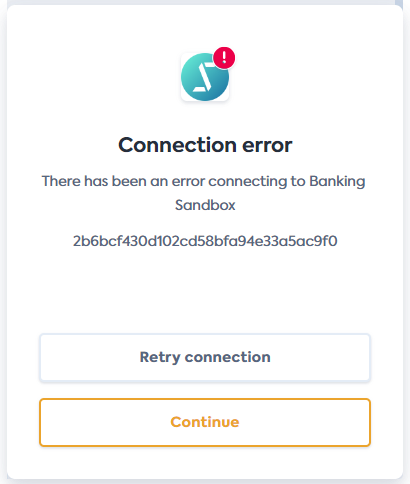 !
Connection error
There has been an error connecting to Banking
Sandbox
2b6bcf430d102cd58bfa94e33a5ac9f0
Retry connection
Continue